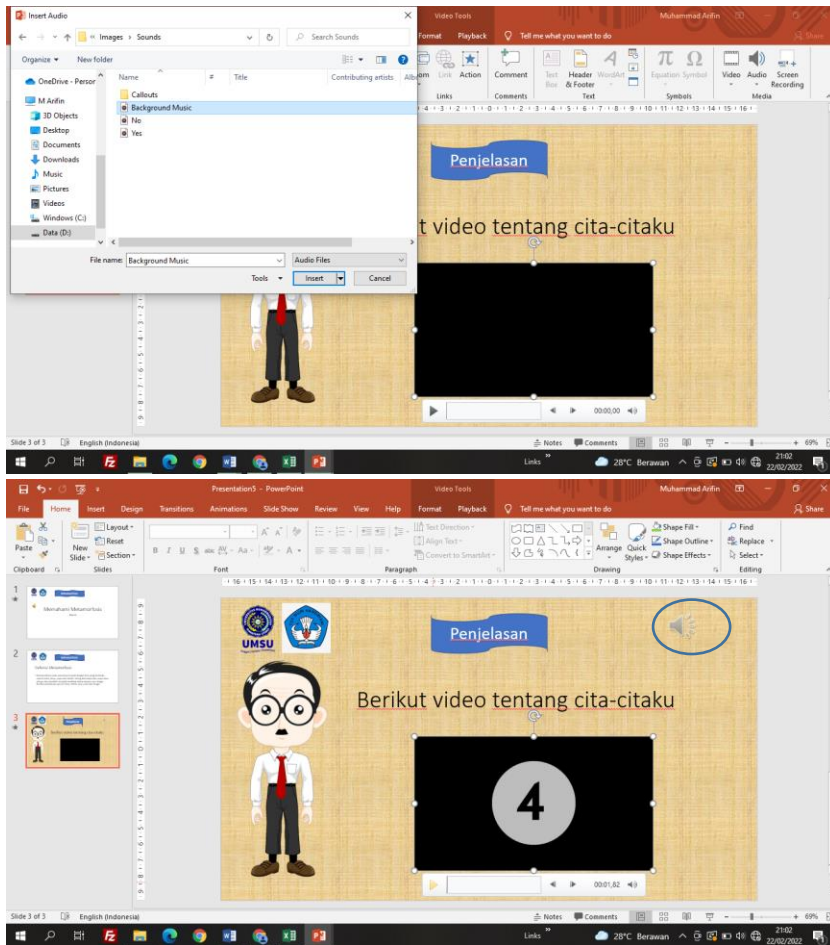 Insert Audio
Images › Sounds
Search Sounds
Organize
New folder
Name # Title Contributing artists
OneDrive - Person
M Arifin
3D Objects
Desktop
Documents
Downloads
Music
Pictures
Videos
Windows (C:)
Data (D:)
Callouts
Background Music
No
Yes
File name: Background Music
Audio Files
Tools Insert Cancel
Video Tools
Muhammad Arifin
Format Playback Tell me what you want to do Share
Link Action Comment Text Box Header & Footer WordArt Equation Symbol Video Audio Screen Recording
Links Comments Text Symbols Media
Penjelasan
t video tentang cita-citaku
00:00,00
Slide 3 of 3 English (Indonesia) Notes Comments 69%
Links 28°C Berawan 21:02
22/02/2022
Presentation5 - PowerPoint Video Tools Muhammad Arifin
File Home Insert Design Transitions Animations Slide Show Review View Help Format Playback Tell me what you want to do Share
Paste New Slide Layout Reset Section
Text Direction Align Text Convert to SmartArt
Arrange Quick Styles Shape Fill Shape Outline Shape Effects
Find Replace Select
Clipboard Slides Font Paragraph Drawing Editing
1
2
3
UMSU
Penjelasan
Berikut video tentang cita-citaku
4
00:01,82
Slide 3 of 3 English (Indonesia) Notes Comments 69%
Links 28°C Berawan 21:02
22/02/2022